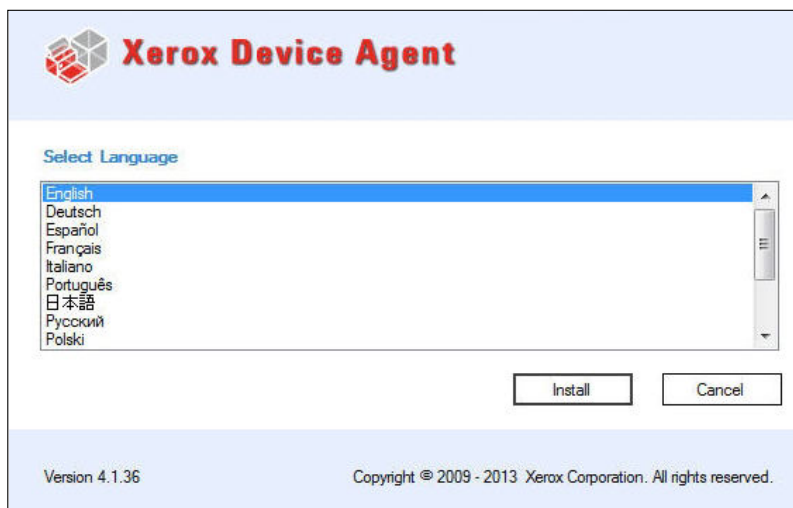 Xerox Device Agent
Select Language
English
Deutsch
Español
Français
Italiano
Português
日本語
Русский
Polski
Install Cancel
Version 4.1.36 Copyright © 2009 - 2013 Xerox Corporation. All rights reserved.